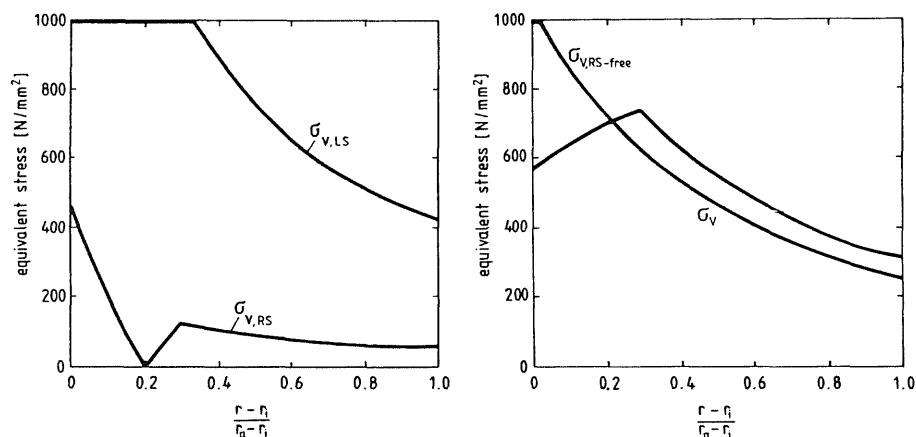 equivalent stress [N/mm²]
1000
800
600
400
200
0
σV,LS
σV,RS
0
0.2
0.4
0.6
0.8
1.0
r - ri
ra - ri
equivalent stress [N/mm²]
1000
800
600
400
200
0
σV,RS-free
σV
0
0.2
0.4
0.6
0.8
1.0
r - ri
ra - ri